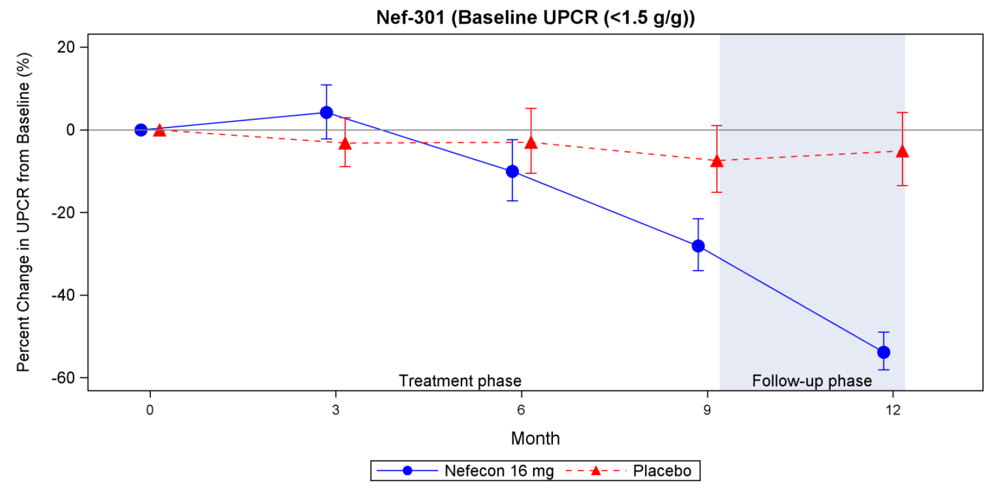 Nef-301 (Baseline UPCR (<1.5 g/g))
Percent Change in UPCR from Baseline (%)
20
0
-20
-40
-60
Treatment phase
Follow-up phase
0 3 6 9 12
Month
Nefecon 16 mg Placebo